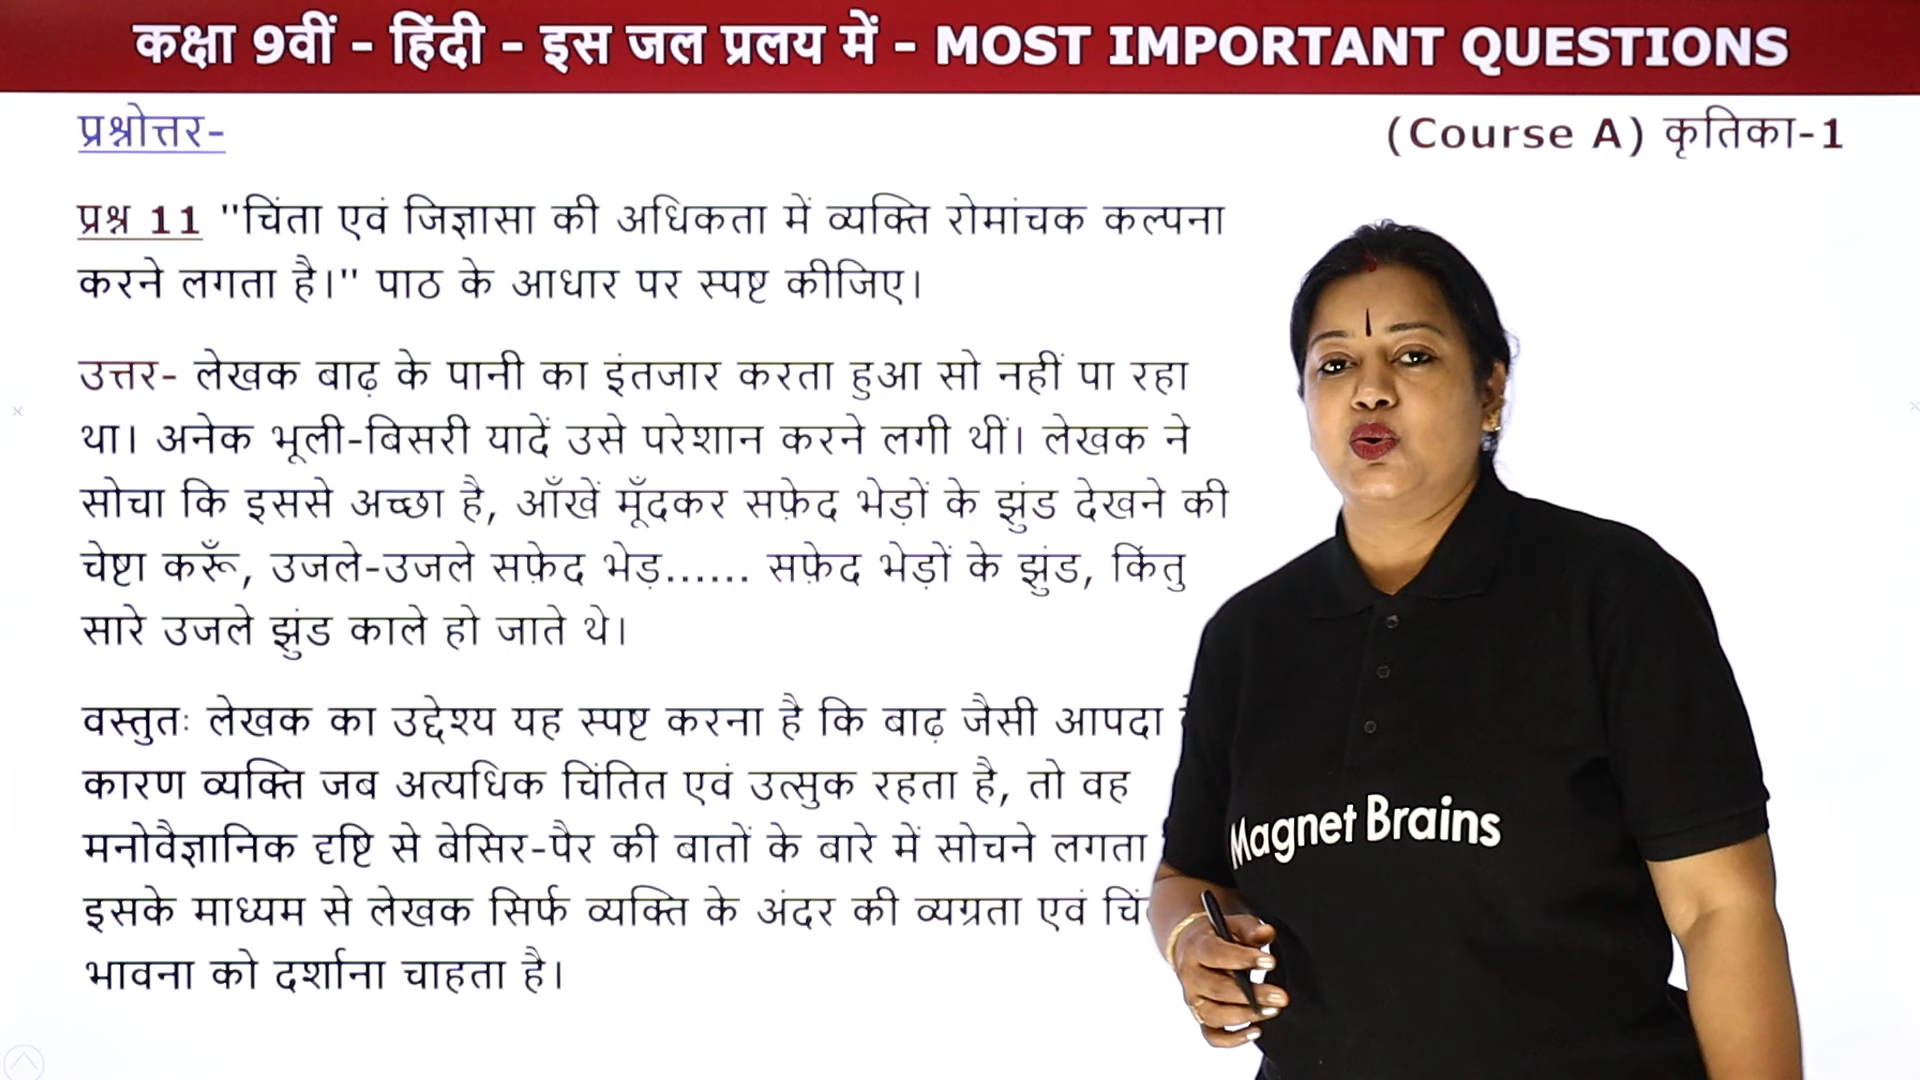 कक्षा 9वीं - हिंदी - इस जल प्रलय में - MOST IMPORTANT QUESTIONS
प्रश्नोत्तर-
(Course A) कृतिका-1
प्रश्न 11 "चिंता एवं जिज्ञासा की अधिकता में व्यक्ति रोमांचक कल्पना
करने लगता है।" पाठ के आधार पर स्पष्ट कीजिए।
उत्तर- लेखक बाढ़ के पानी का इंतजार करता हुआ सो नहीं पा रहा
था। अनेक भूली-बिसरी यादें उसे परेशान करने लगी थीं। लेखक ने
सोचा कि इससे अच्छा है, आँखें मूँदकर सफ़ेद भेड़ों के झुंड देखने की
चेष्टा करूँ, उजले-उजले सफ़ेद भेड़...... सफ़ेद भेड़ों के झुंड, किंतु
सारे उजले झुंड काले हो जाते थे।
वस्तुतः लेखक का उद्देश्य यह स्पष्ट करना है कि बाढ़ जैसी आपदा
कारण व्यक्ति जब अत्यधिक चिंतित एवं उत्सुक रहता है, तो वह
मनोवैज्ञानिक दृष्टि से बेसिर-पैर की बातों के बारे में सोचने लगता
इसके माध्यम से लेखक सिर्फ व्यक्ति के अंदर की व्यग्रता एवं
भावना को दर्शाना चाहता है।
Magnet Brains